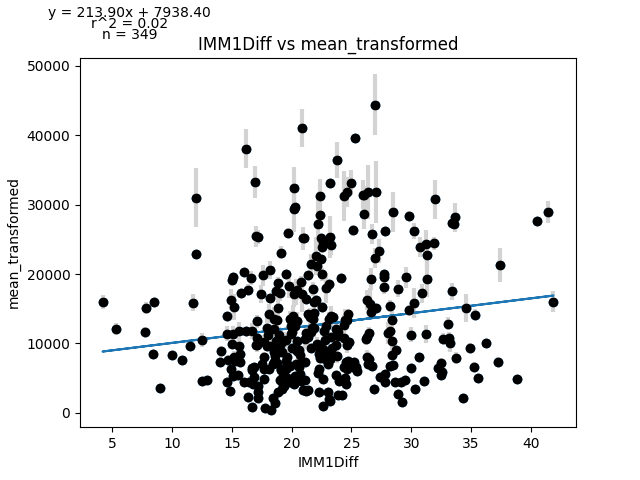 y = 213.90x + 7938.40
r^2 = 0.02
n = 349
IMM1Diff vs mean_transformed
50000
40000
30000
20000
10000
0
mean_transformed
5 10 15 20 25 30 35 40
IMM1Diff